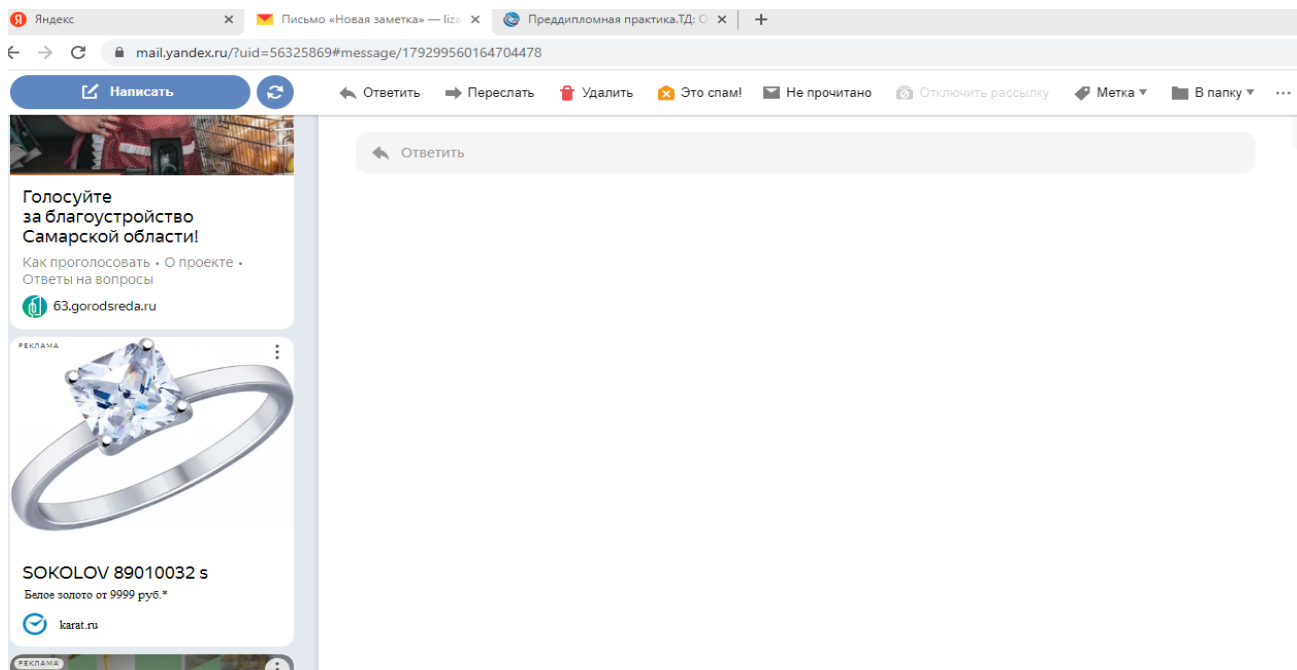 Яндекс
Письмо «Новая заметка» — liza
Преддипломная практика.ТД: О
mail.yandex.ru/?uid=56325869#message/179299560164704478
Написать
Ответить
Переслать
Удалить
Это спам!
Не прочитано
Отключить рассылку
Метка
В папку
Ответить
Голосуйте
за благоустройство
Самарской области!
Как проголосовать • О проекте •
Ответы на вопросы
63.gorodsreda.ru
РЕКЛАМА
SOKOLOV 89010032 s
Белое золото от 9999 руб.*
karat.ru
РЕКЛАМА